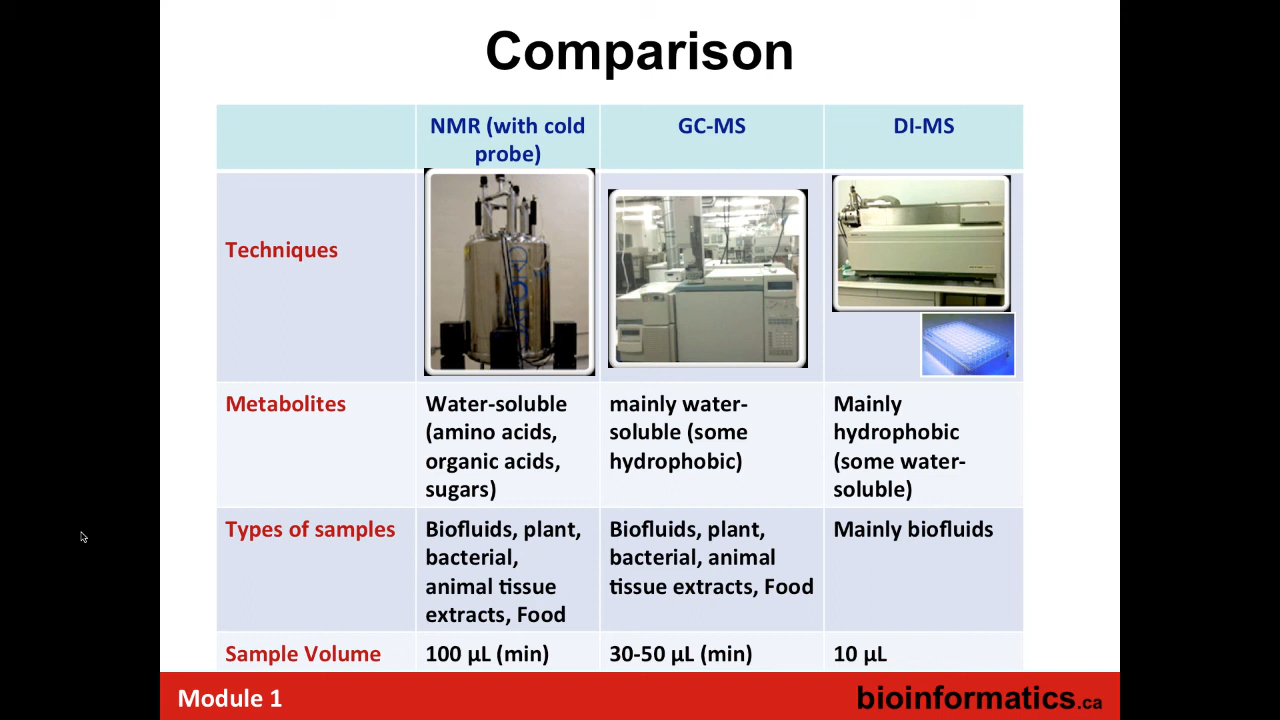 Comparison
NMR (with cold
probe)
GC-MS
DI-MS
Techniques
Metabolites
Water-soluble
(amino acids,
organic acids,
sugars)
mainly water-
soluble (some
hydrophobic)
Mainly
hydrophobic
(some water-
soluble)
Types of samples
Biofluids, plant,
bacterial,
animal tissue
extracts, Food
Biofluids, plant,
bacterial, animal
tissue extracts, Food
Mainly biofluids
Sample Volume
100 µL (min)
30-50 µL (min)
10 µL
Module 1
bioinformatics.ca